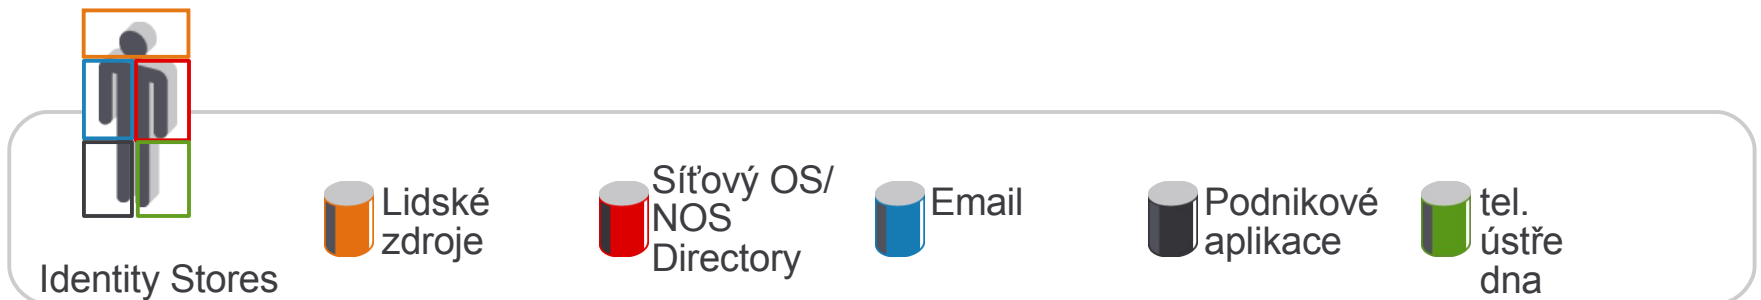 Identity Stores
Lidské
zdroje
Síťový OS/
NOS
Directory
Email
Podnikové
aplikace
tel.
ústře
dna